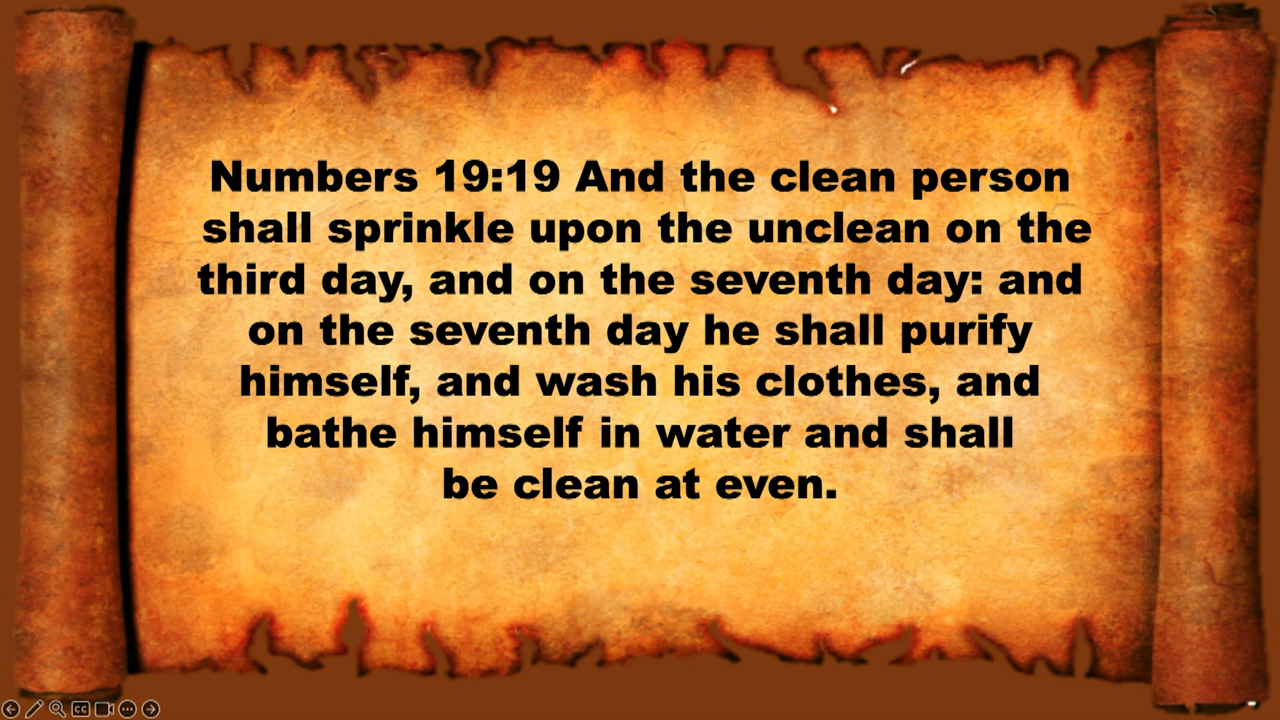 Numbers 19:19 And the clean person
shall sprinkle upon the unclean on the
third day, and on the seventh day: and
on the seventh day he shall purify
himself, and wash his clothes, and
bathe himself in water and shall
be clean at even.
CC